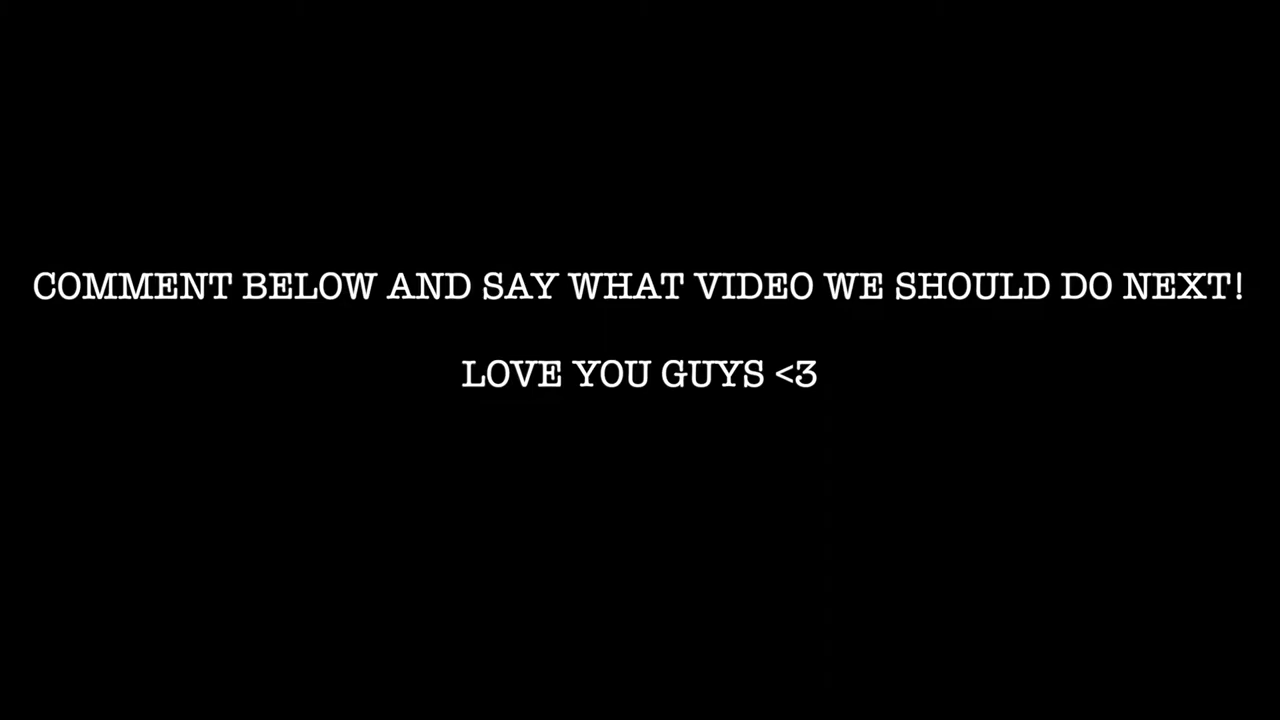 COMMENT BELOW AND SAY WHAT VIDEO WE SHOULD DO NEXT!
LOVE YOU GUYS <3